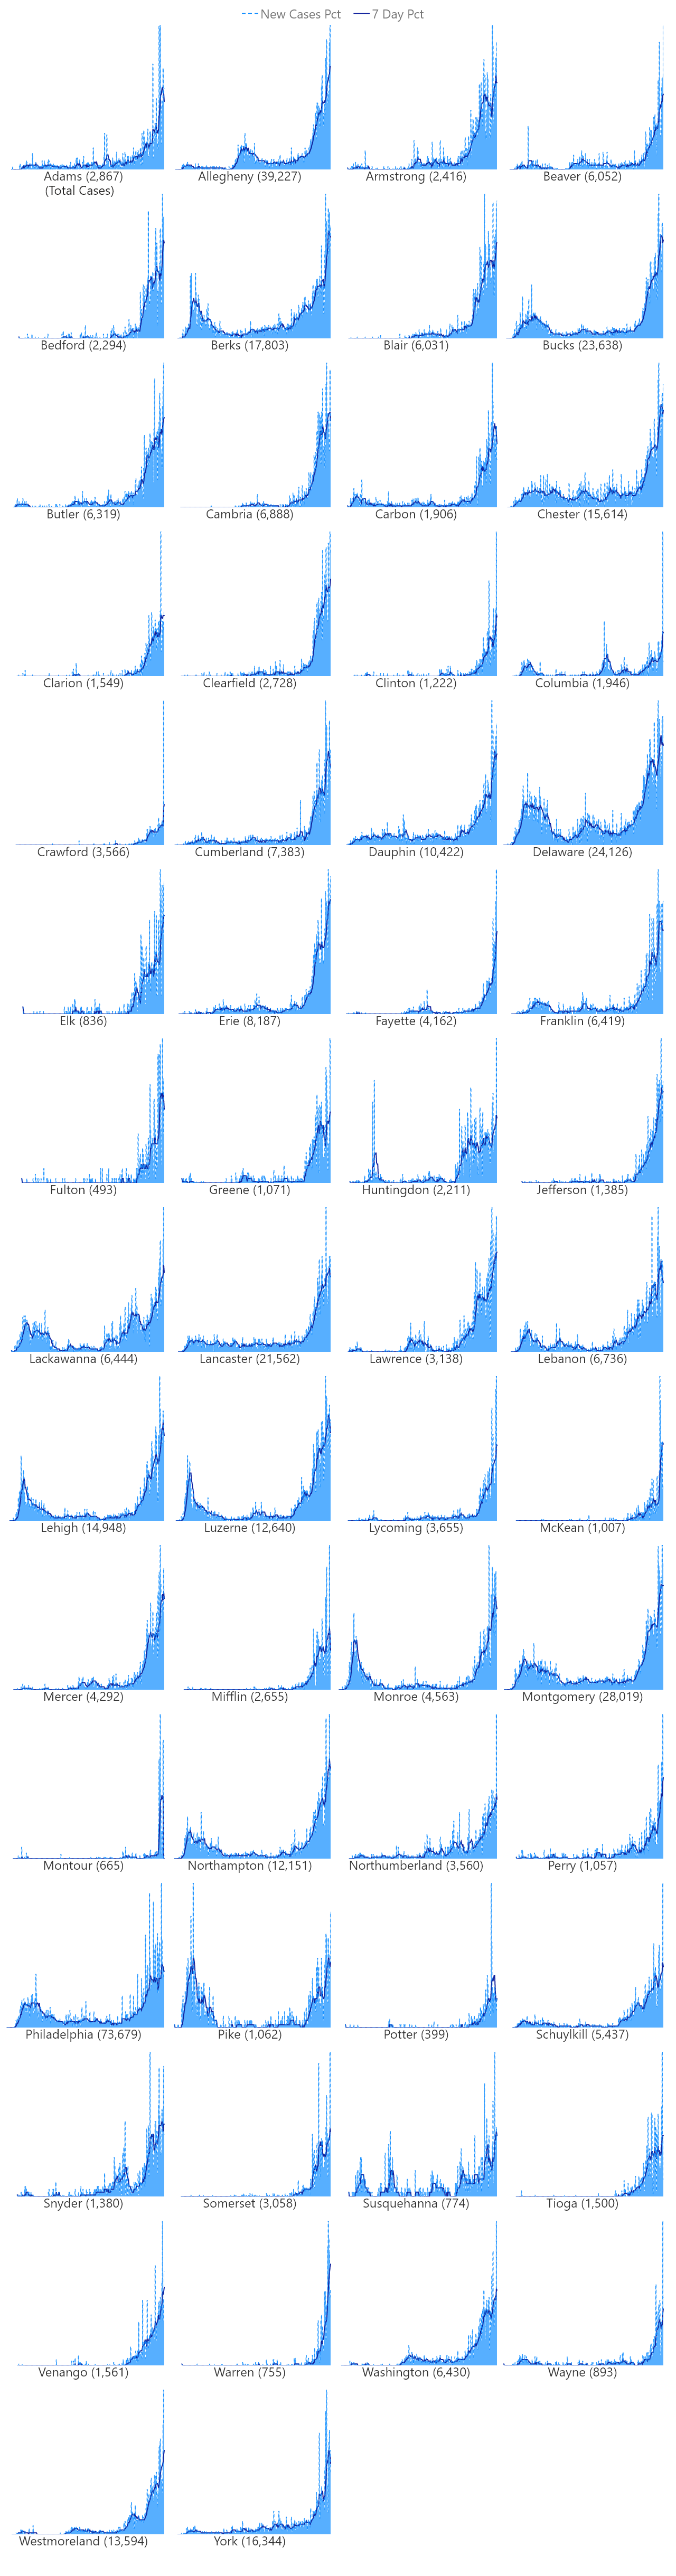 New Cases Pct 7 Day Pct
Adams (2,867) Allegheny (39,227) Armstrong (2,416) Beaver (6,052)
(Total Cases)
Bedford (2,294) Berks (17,803) Blair (6,031) Bucks (23,638)
Butler (6,319) Cambria (6,888) Carbon (1,906) Chester (15,614)
Clarion (1,549) Clearfield (2,728) Clinton (1,222) Columbia (1,946)
Crawford (3,566) Cumberland (7,383) Dauphin (10,422) Delaware (24,126)
Elk (836) Erie (8,187) Fayette (4,162) Franklin (6,419)
Fulton (493) Greene (1,071) Huntingdon (2,211) Jefferson (1,385)
Lackawanna (6,444) Lancaster (21,562) Lawrence (3,138) Lebanon (6,736)
Lehigh (14,948) Luzerne (12,640) Lycoming (3,655) McKean (1,007)
Mercer (4,292) Mifflin (2,655) Monroe (4,563) Montgomery (28,019)
Montour (665) Northampton (12,151) Northumberland (3,560) Perry (1,057)
Philadelphia (73,679) Pike (1,062) Potter (399) Schuylkill (5,437)
Snyder (1,380) Somerset (3,058) Susquehanna (774) Tioga (1,500)
Venango (1,561) Warren (755) Washington (6,430) Wayne (893)
Westmoreland (13,594) York (16,344)